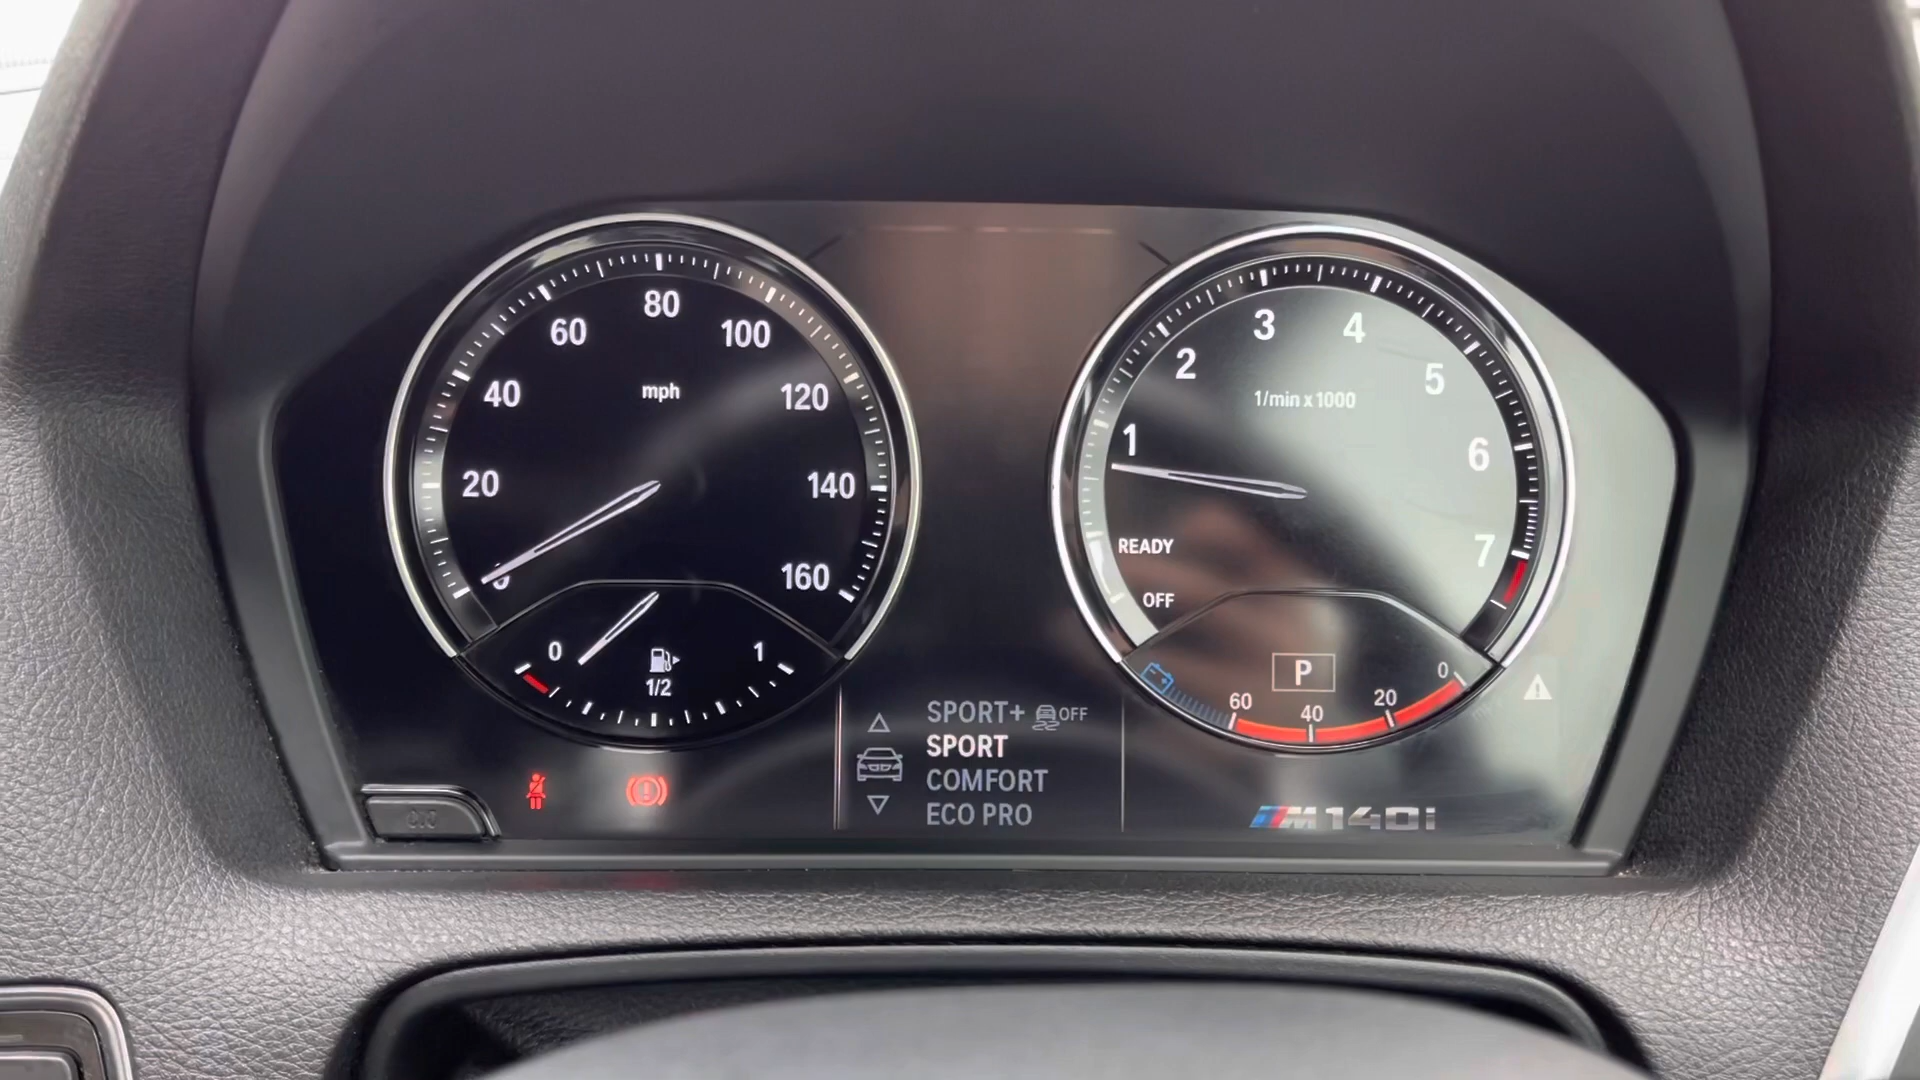 80
60
100
40
mph
120
20
140
160
0
1
1/2
3
4
2
5
1/min x 1000
1
6
READY
7
OFF
P
0
60
20
40
SPORT+ OFF
SPORT
COMFORT
ECO PRO
M140i